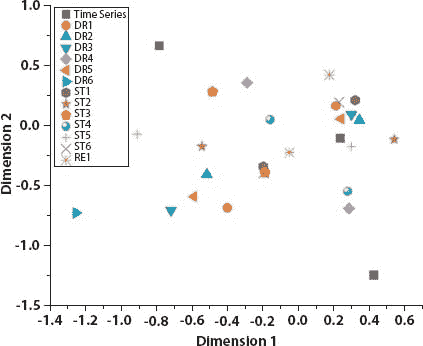 1.0
0.5
0.0
-0.5
-1.0
-1.5
Dimension 2
Time Series
DR1
DR2
DR3
DR4
DR5
DR6
ST1
ST2
ST3
ST4
ST5
ST6
RE1
-1.4 -1.2 -1.0 -0.8 -0.6 -0.4 -0.2 0.0 0.2 0.4 0.6
Dimension 1